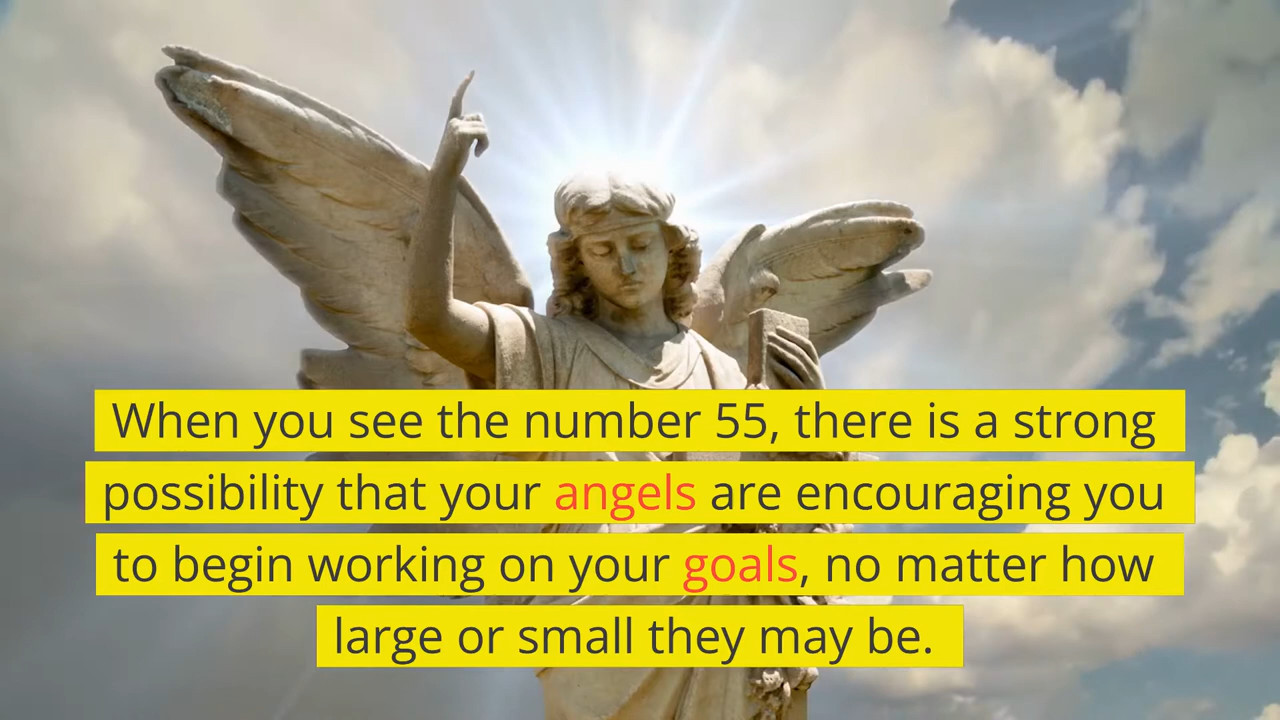 When you see the number 55, there is a strong
possibility that your angels are encouraging you
to begin working on your goals, no matter how
large or small they may be.